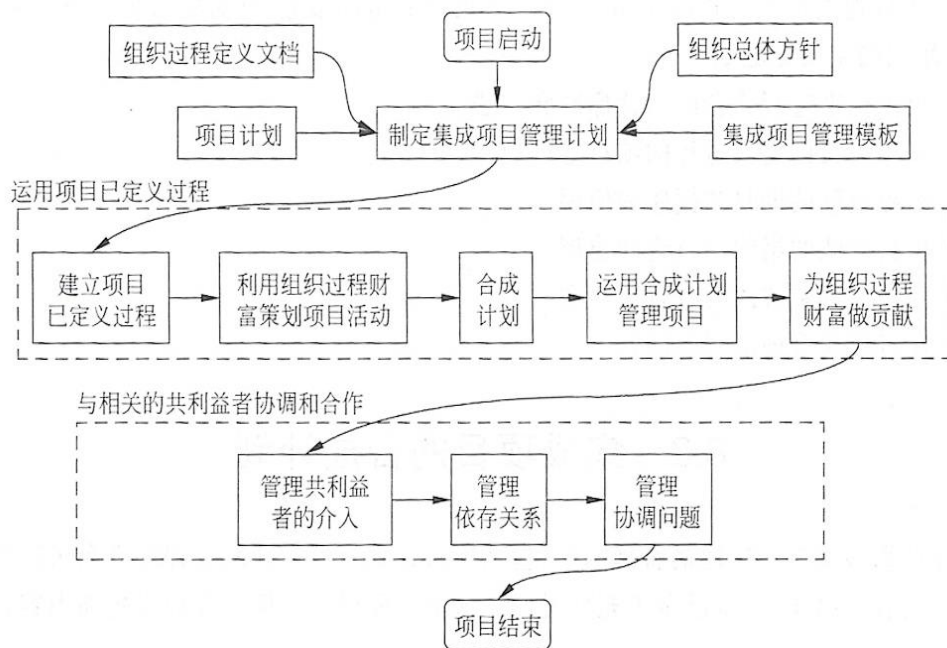 组织过程定义文档
项目启动
组织总体方针
项目计划
制定集成项目管理计划
集成项目管理模板
运用项目已定义过程
建立项目
已定义过程
利用组织过程财
富策划项目活动
合成
计划
运用合成计划
管理项目
为组织过程
财富做贡献
与相关的共利益者协调和合作
管理共利益
者的介入
管理
依存关系
管理
协调问题
项目结束